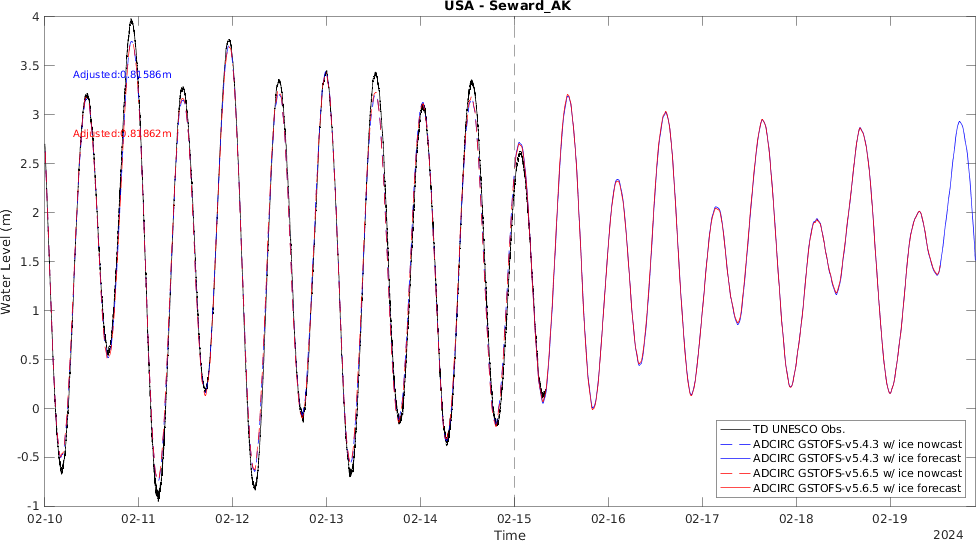 USA - Seward_AK
Water Level (m)
4
3.5
3
2.5
2
1.5
1
0.5
0
-0.5
-1
Adjusted:0.81586m
Adjusted:0.81862m
TD UNESCO Obs.
ADCIRC GSTOFS-v5.4.3 w/ ice nowcast
ADCIRC GSTOFS-v5.4.3 w/ ice forecast
ADCIRC GSTOFS-v5.6.5 w/ ice nowcast
ADCIRC GSTOFS-v5.6.5 w/ ice forecast
02-10 02-11 02-12 02-13 02-14 02-15 02-16 02-17 02-18 02-19
Time
2024